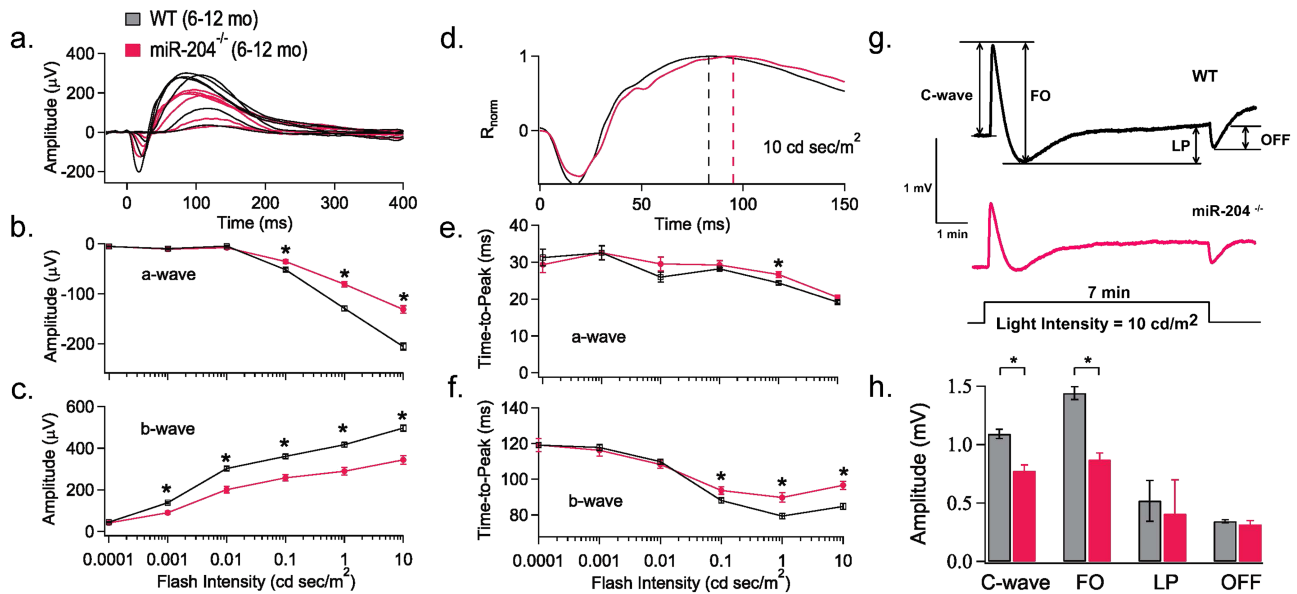 a.
WT (6-12 mo)
miR-204-/- (6-12 mo)
Amplitude (µV)
400
200
0
-200
0
100
200
300
400
Time (ms)
b.
Amplitude (µV)
0
-100
-200
a-wave
* * *
c.
Amplitude (µV)
600
400
200
0
b-wave
* * * * *
0.0001 0.001 0.01 0.1 1 10
Flash Intensity (cd sec/m2)
d.
Rnorm
1
0
10 cd sec/m2
0 50 100 150
Time (ms)
e.
Time-to-Peak (ms)
40
30
20
10
0
*
a-wave
f.
Time-to-Peak (ms)
140
120
100
80
60
* * *
b-wave
0.0001 0.001 0.01 0.1 1 10
Flash Intensity (cd sec/m2)
g.
WT
C-wave
FO
LP
OFF
1 mV
1 min
miR-204 -/-
7 min
Light Intensity = 10 cd/m2
h.
Amplitude (mV)
1.5
1.0
0.5
0.0
* *
C-wave FO LP OFF